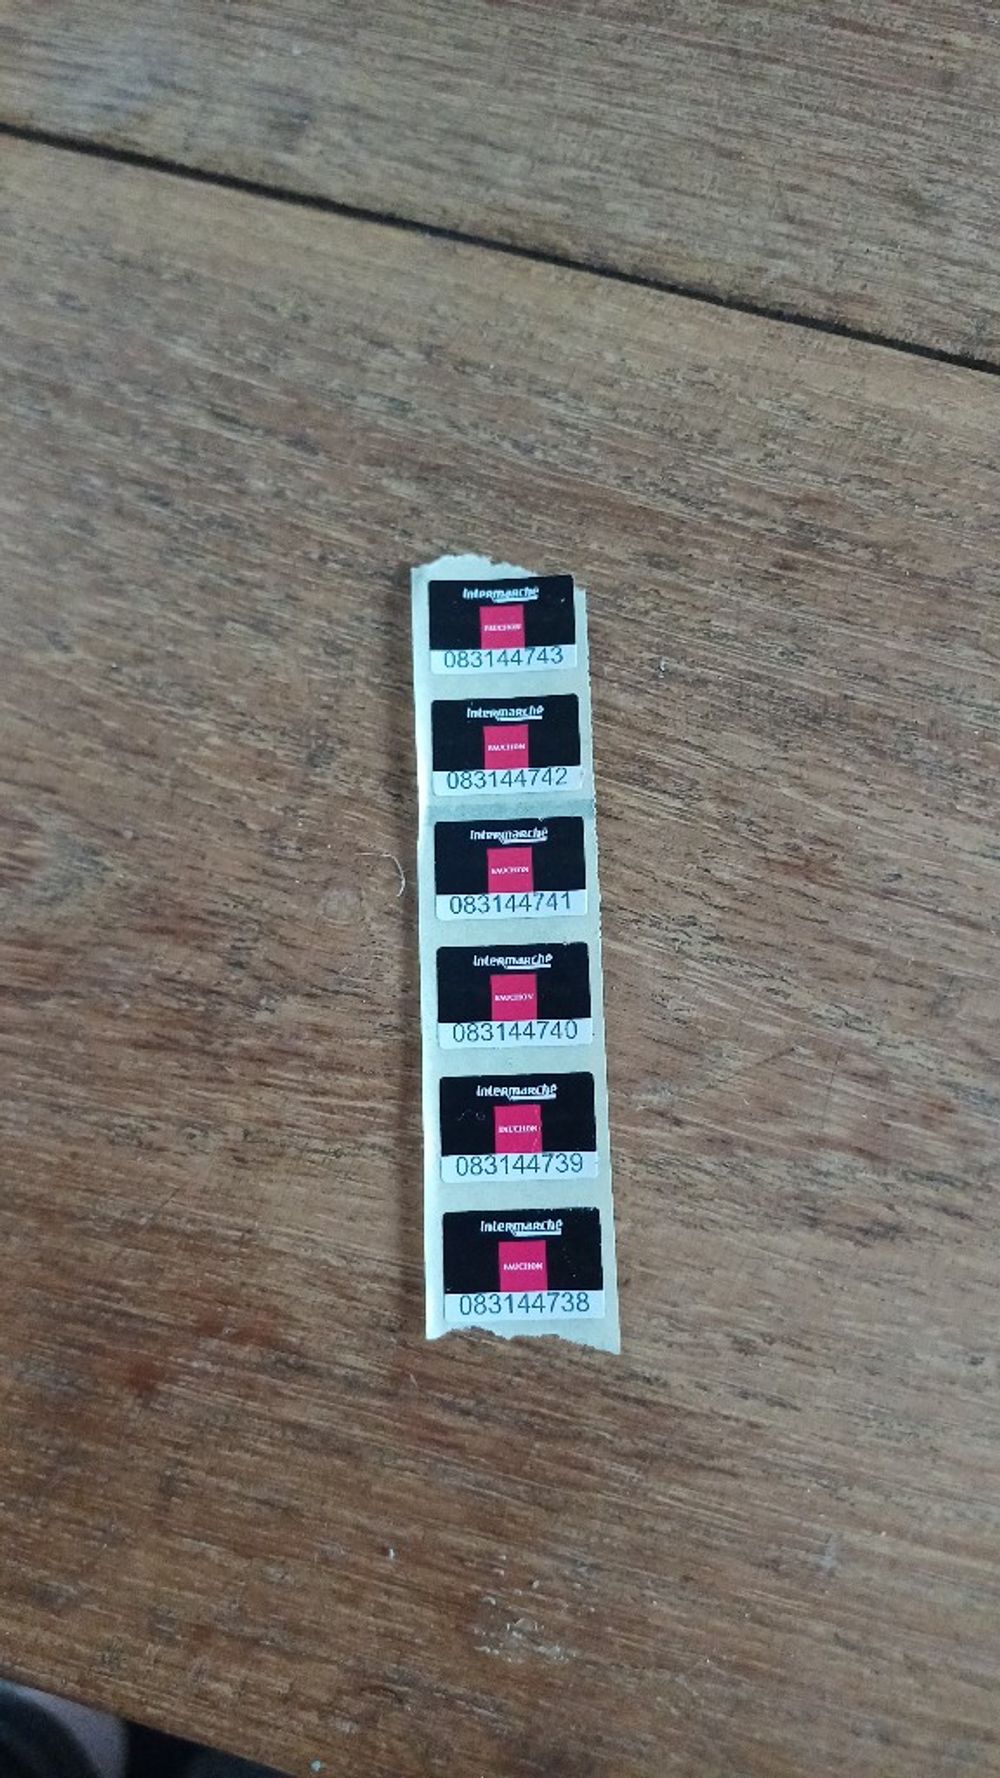 Intermarché
FAUCHON
083144743
Intermarché
FAUCHON
083144742
Intermarché
FAUCHON
083144741
Intermarché
FAUCHON
083144740
Intermarché
FAUCHON
083144739
Intermarché
FAUCHON
083144738